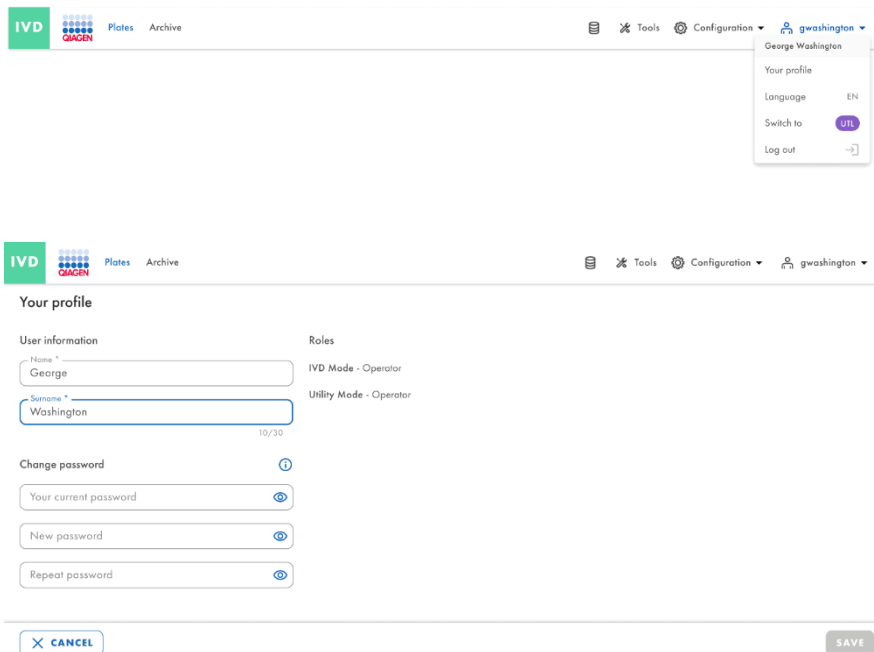 IVD QIAGEN Plates Archive Tools Configuration gwashington
George Washington
Your profile
Language EN
Switch to UTL
Log out
IVD QIAGEN Plates Archive Tools Configuration gwashington
Your profile
User information
Name *
George
Surname *
Washington
10/30
Change password
Your current password
New password
Repeat password
Roles
IVD Mode - Operator
Utility Mode - Operator
CANCEL SAVE